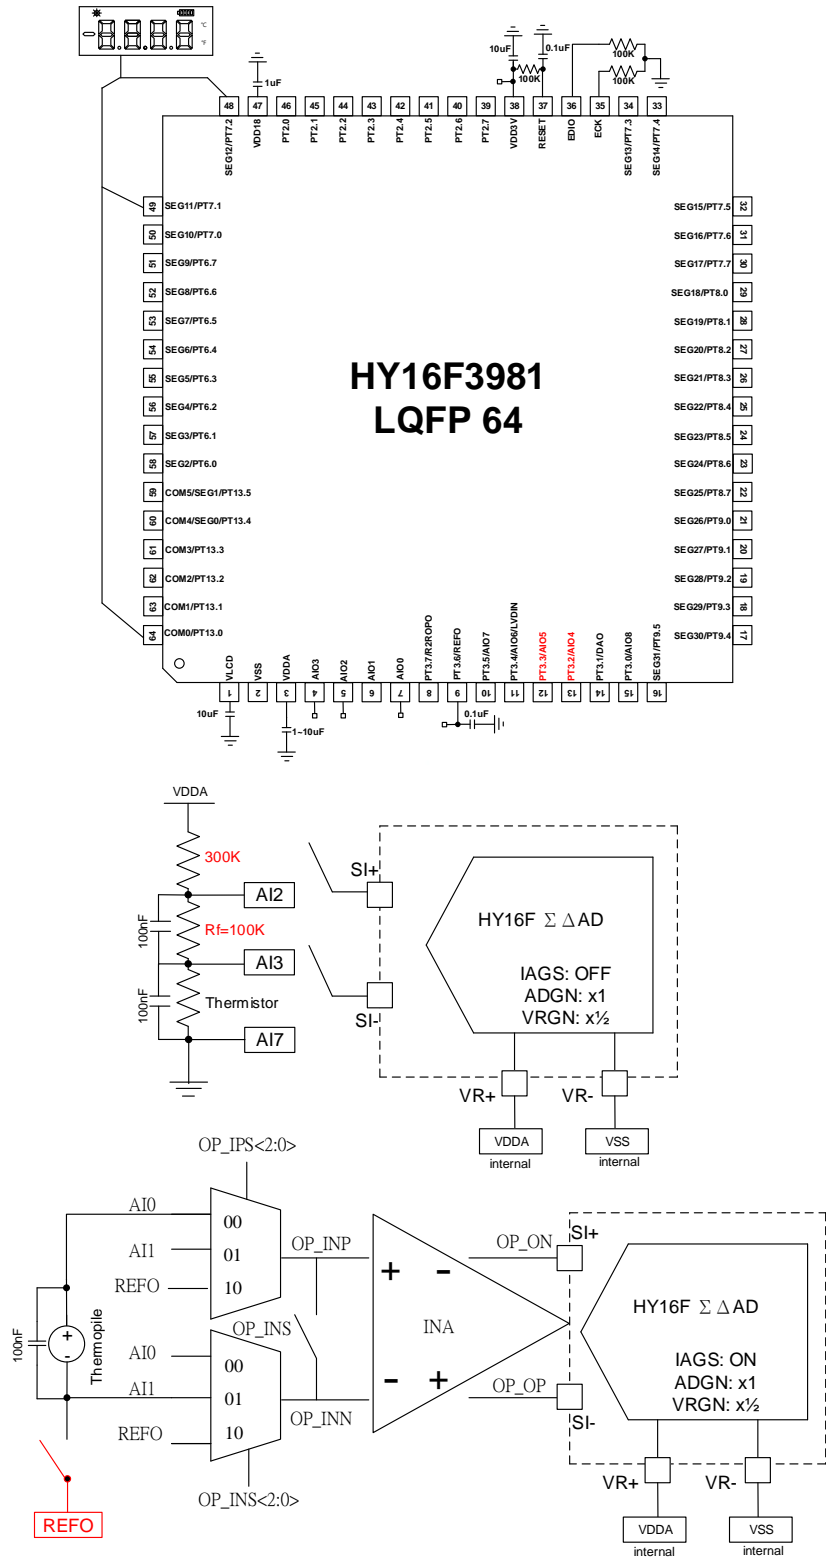 8.8.8.8
°C
°F
10uF
0.1uF
1uF
100K
100K
100K
48 47 46 45 44 43 42 41 40 39 38 37 36 35 34 33
SEG12/PT7.2
VDD18
PT2.0
PT2.1
PT2.2
PT2.3
PT2.4
PT2.5
PT2.6
PT2.7
VDD3V
RESET
EDIO
ECK
SEG13/PT7.3
SEG14/PT7.4
49 SEG11/PT7.1
50 SEG10/PT7.0
51 SEG9/PT6.7
52 SEG8/PT6.6
53 SEG7/PT6.5
54 SEG6/PT6.4
55 SEG5/PT6.3
56 SEG4/PT6.2
57 SEG3/PT6.1
58 SEG2/PT6.0
59 COM5/SEG1/PT13.5
60 COM4/SEG0/PT13.4
61 COM3/PT13.3
62 COM2/PT13.2
63 COM1/PT13.1
64 COM0/PT13.0
HY16F3981
LQFP 64
SEG15/PT7.5 32
SEG16/PT7.6 31
SEG17/PT7.7 30
SEG18/PT8.0 29
SEG19/PT8.1 28
SEG20/PT8.2 27
SEG21/PT8.3 26
SEG22/PT8.4 25
SEG23/PT8.5 24
SEG24/PT8.6 23
SEG25/PT8.7 22
SEG26/PT9.0 21
SEG27/PT9.1 20
SEG28/PT9.2 19
SEG29/PT9.3 18
SEG30/PT9.4 17
VLCD
VSS
VDDA
AIO3
AIO2
AIO1
AIO0
PT3.7/R2ROPO
PT3.6/REFO
PT3.5/AIO7
PT3.4/AIO6/LVDIN
PT3.3/AIO5
PT3.2/AIO4
PT3.1/DAO
PT3.0/AIO8
SEG31/PT9.5
1 2 3 4 5 6 7 8 9 10 11 12 13 14 15 16
10uF
1~10uF
0.1uF
VDDA
300K
AI2
100nF
Rf=100K
AI3
100nF
Thermistor
AI7
SI+
SI-
HY16F Σ Δ AD
IAGS: OFF
ADGN: x1
VRGN: x½
VR+
VR-
VDDA
VSS
internal
internal
OP_IPS<2:0>
AI0
00
AI1
01
REFO
10
OP_INP
OP_INS
AI0
00
AI1
01
REFO
10
OP_INN
OP_INS<2:0>
100nF
+
-
Thermopile
REFO
+ -
INA
- +
OP_ON
OP_OP
SI+
SI-
HY16F Σ Δ AD
IAGS: ON
ADGN: x1
VRGN: x½
VR+
VR-
VDDA
VSS
internal
internal